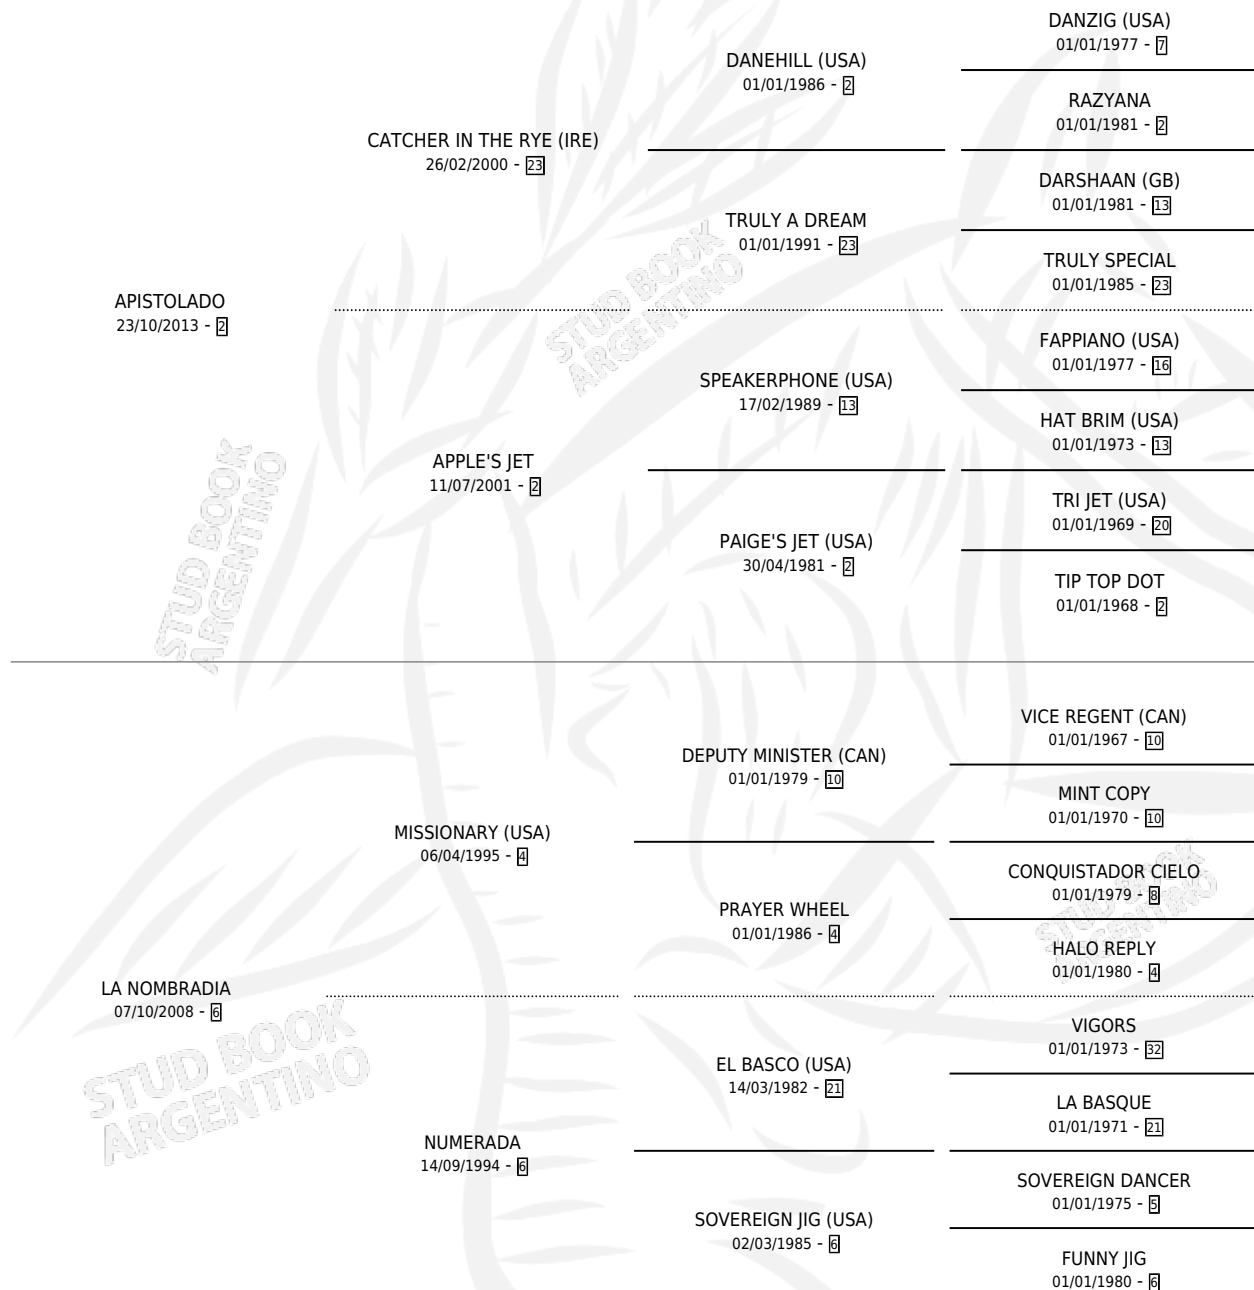 DANZIG (USA)
01/01/1977 - 7
DANEHILL (USA)
01/01/1986 - 2
RAZYANA
01/01/1981 - 2
CATCHER IN THE RYE (IRE)
26/02/2000 - 23
DARSHAAN (GB)
01/01/1981 - 13
TRULY A DREAM
01/01/1991 - 23
TRULY SPECIAL
01/01/1985 - 23
APISTOLADO
23/10/2013 - 2
STUD BOOK
ARGENTINO
FAPPIANO (USA)
01/01/1977 - 16
SPEAKERPHONE (USA)
17/02/1989 - 13
HAT BRIM (USA)
01/01/1973 - 13
APPLE'S JET
11/07/2001 - 2
TRI JET (USA)
01/01/1969 - 20
PAIGE'S JET (USA)
30/04/1981 - 2
TIP TOP DOT
01/01/1968 - 2
STUD BOOK
ARGENTINO
VICE REGENT (CAN)
01/01/1967 - 10
DEPUTY MINISTER (CAN)
01/01/1979 - 10
MINT COPY
01/01/1970 - 10
MISSIONARY (USA)
06/04/1995 - 4
CONQUISTADOR CIELO
01/01/1979 - 8
STUD BOOK
ARGENTINO
PRAYER WHEEL
01/01/1986 - 4
HALO REPLY
01/01/1980 - 4
LA NOMBRADIA
07/10/2008 - 6
STUD BOOK
ARGENTINO
VIGORS
01/01/1973 - 32
EL BASCO (USA)
14/03/1982 - 21
LA BASQUE
01/01/1971 - 21
NUMERADA
14/09/1994 - 6
SOVEREIGN DANCER
01/01/1975 - 5
SOVEREIGN JIG (USA)
02/03/1985 - 6
FUNNY JIG
01/01/1980 - 6